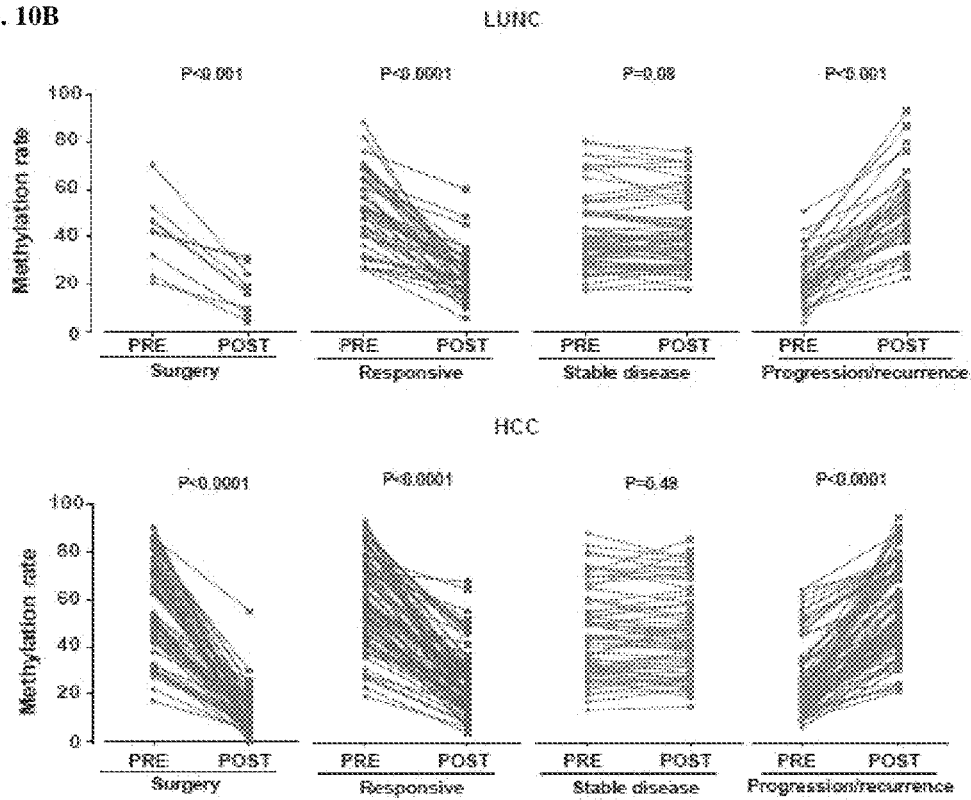 . 10B
LUNC
P<0.001 P<0.0001 P=0.08 P<0.001
Methylation rate
100
80
60
40
20
0
PRE POST PRE POST PRE POST PRE POST
Surgery Responsive Stable disease Progression/recurrence
HCC
P<0.0001 P<0.0001 P=0.49 P<0.0001
Methylation rate
100
80
60
40
20
0
PRE POST PRE POST PRE POST PRE POST
Surgery Responsive Stable disease Progression/recurrence